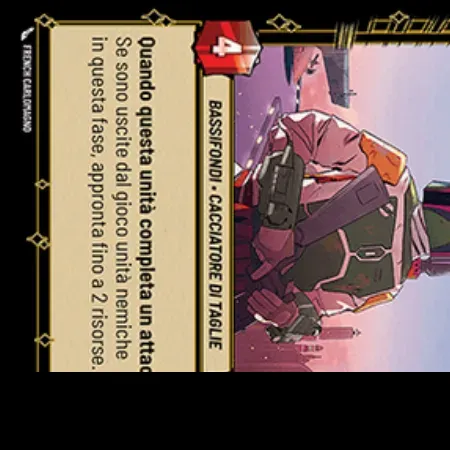 4
BASSIFONDI • CACCIATORE DI TAGLIE
Quando questa unità completa un attac
Se sono uscite dal gioco unità nemiche
in questa fase, appronta fino a 2 risorse.
FRENCH CARLOMAGNO